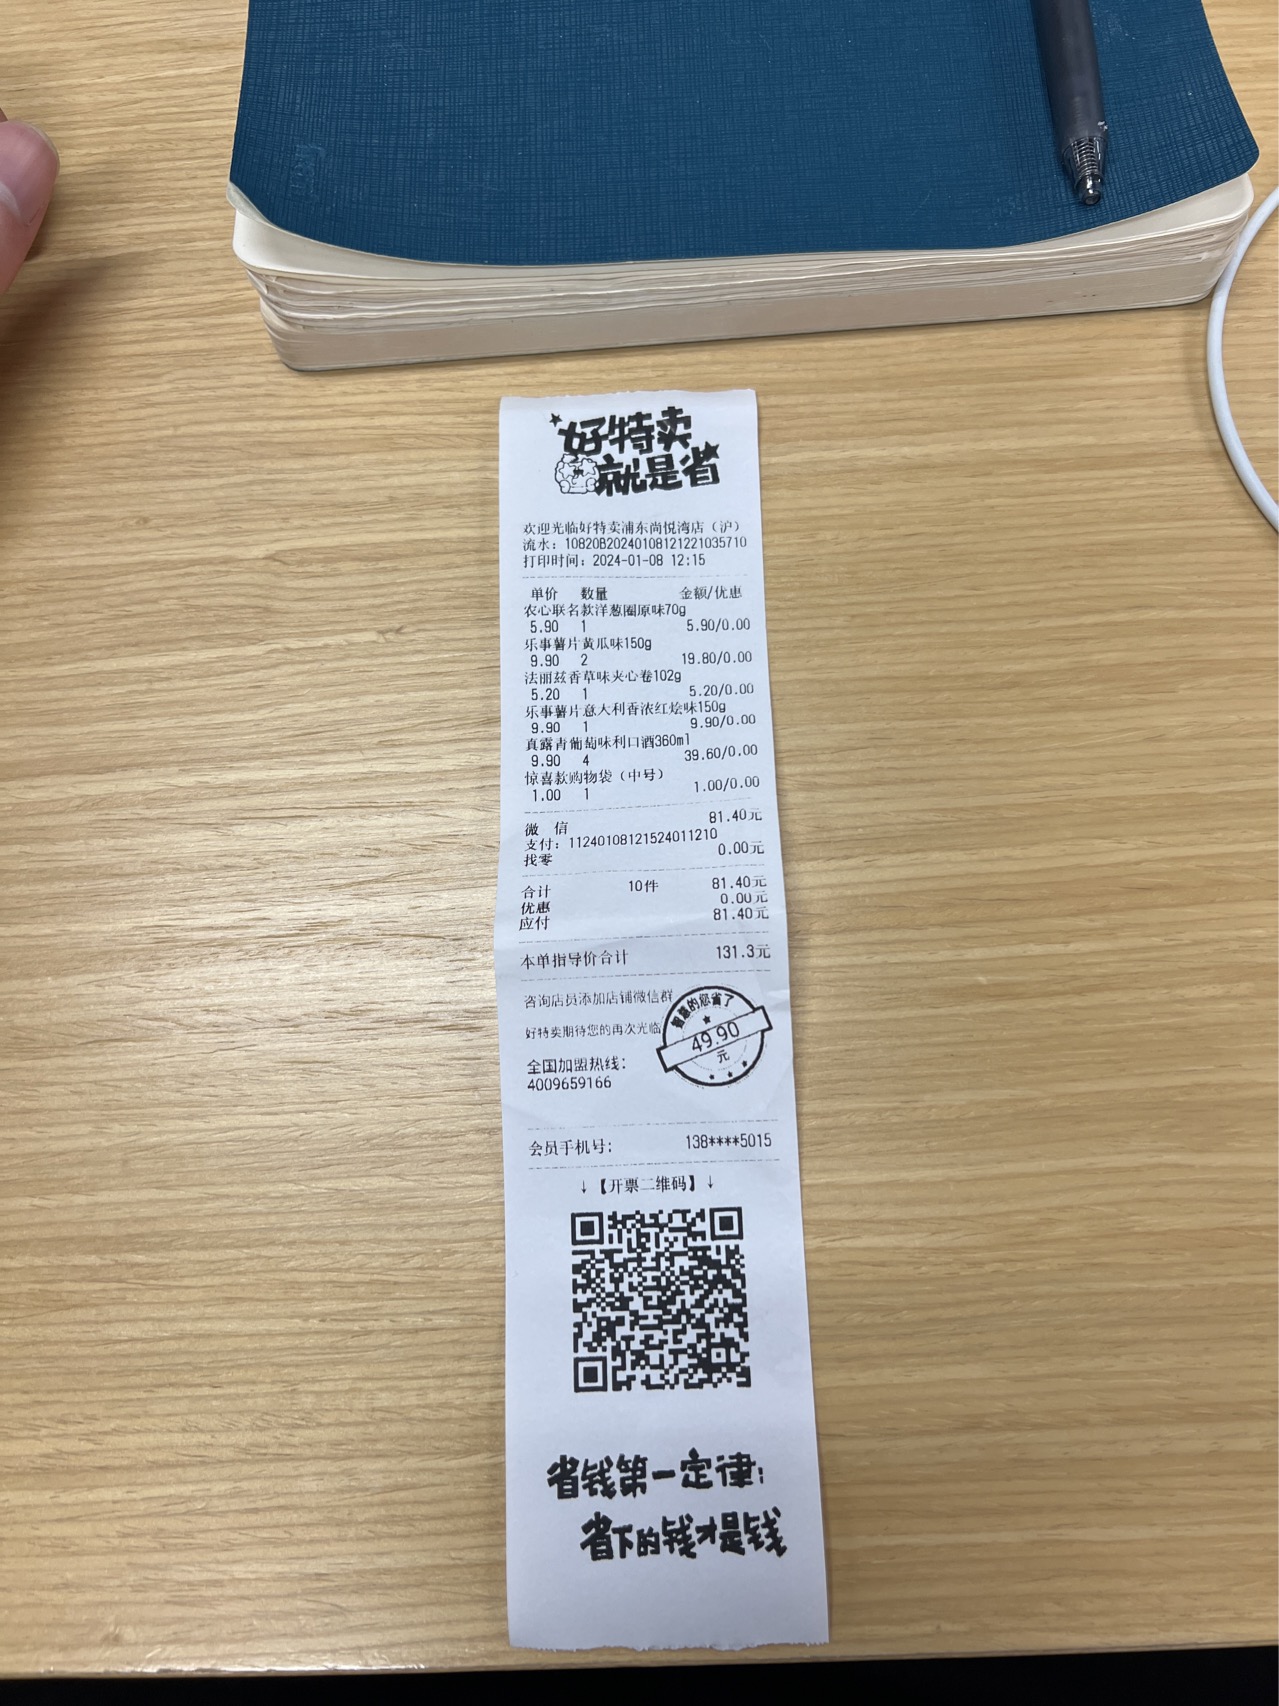 好特卖
就是省
欢迎光临好特卖浦东尚悦湾店（沪）
流水：10820B20240108121221035710
打印时间：2024-01-08 12:15
单价 数量 金额/优惠
农心联名款洋葱圈原味70g
5.90 1 5.90/0.00
乐事薯片黄瓜味150g
9.90 2 19.80/0.00
法丽兹香草味夹心卷102g
5.20 1 5.20/0.00
乐事薯片意大利香浓红烩味150g
9.90 1 9.90/0.00
真露青葡萄味利口酒360ml
9.90 4 39.60/0.00
惊喜款购物袋（中号）
1.00 1 1.00/0.00
微 信 81.40元
支付：11240108121524011210
找零 0.00元
合计 10件 81.40元
优惠 0.00元
应付 81.40元
本单指导价合计 131.3元
咨询店员添加店铺微信群
好特卖期待您的再次光临
智慧的您省了
49.90
元
全国加盟热线：
4009659166
会员手机号： 138****5015
↓【开票二维码】↓
省钱第一定律：
省下的钱才是钱